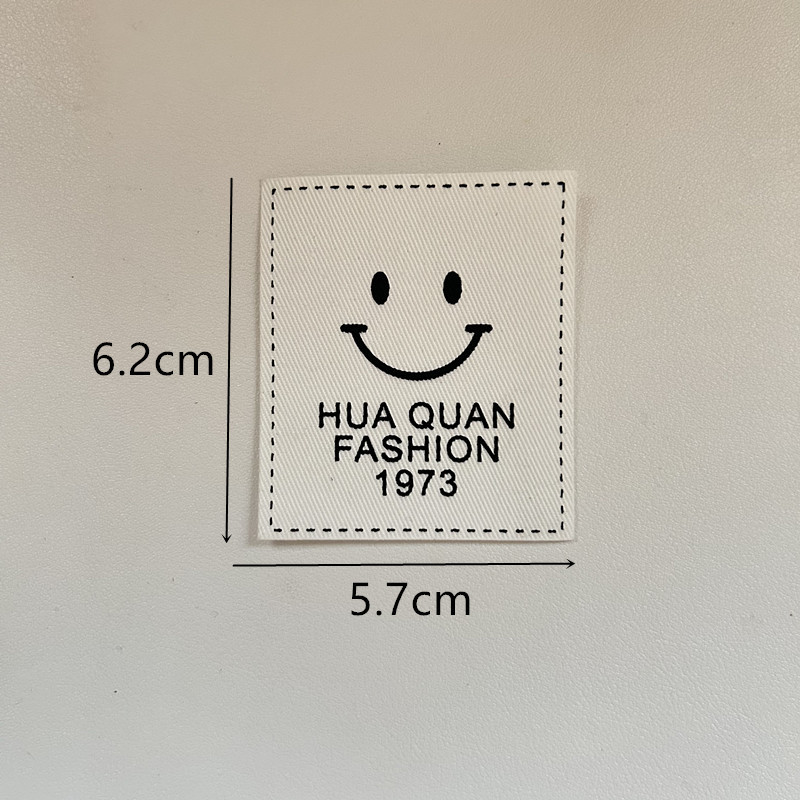 6.2cm
HUA QUAN
FASHION
1973
5.7cm